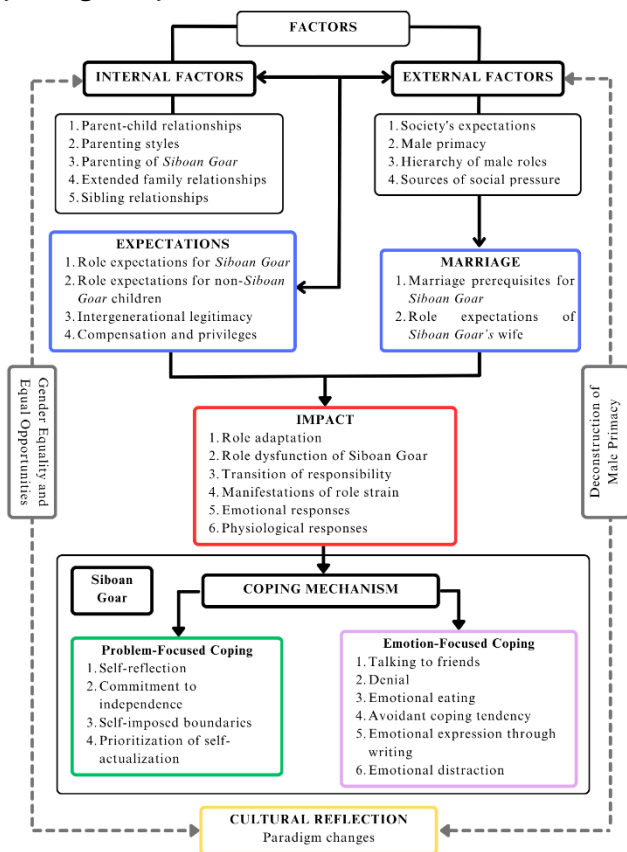 FACTORS
INTERNAL FACTORS
EXTERNAL FACTORS
1. Parent-child relationships
2. Parenting styles
3. Parenting of Siboan Goar
4. Extended family relationships
5. Sibling relationships
1. Society's expectations
2. Male primacy
3. Hierarchy of male roles
4. Sources of social pressure
EXPECTATIONS
1. Role expectations for Siboan Goar
2. Role expectations for non-Siboan
Goar children
3. Intergenerational legitimacy
4. Compensation and privileges
MARRIAGE
1. Marriage prerequisites for
Siboan Goar
2. Role expectations of
Siboan Goar's wife
Gender Equality and
Equal Opportunities
Deconstruction of
Male Primacy
IMPACT
1. Role adaptation
2. Role dysfunction of Siboan Goar
3. Transition of responsibility
4. Manifestations of role strain
5. Emotional responses
6. Physiological responses
Siboan
Goar
COPING MECHANISM
Problem-Focused Coping
1. Self-reflection
2. Commitment to
independence
3. Self-imposed boundaries
4. Prioritization of self-
actualization
Emotion-Focused Coping
1. Talking to friends
2. Denial
3. Emotional eating
4. Avoidant coping tendency
5. Emotional expression through
writing
6. Emotional distraction
CULTURAL REFLECTION
Paradigm changes